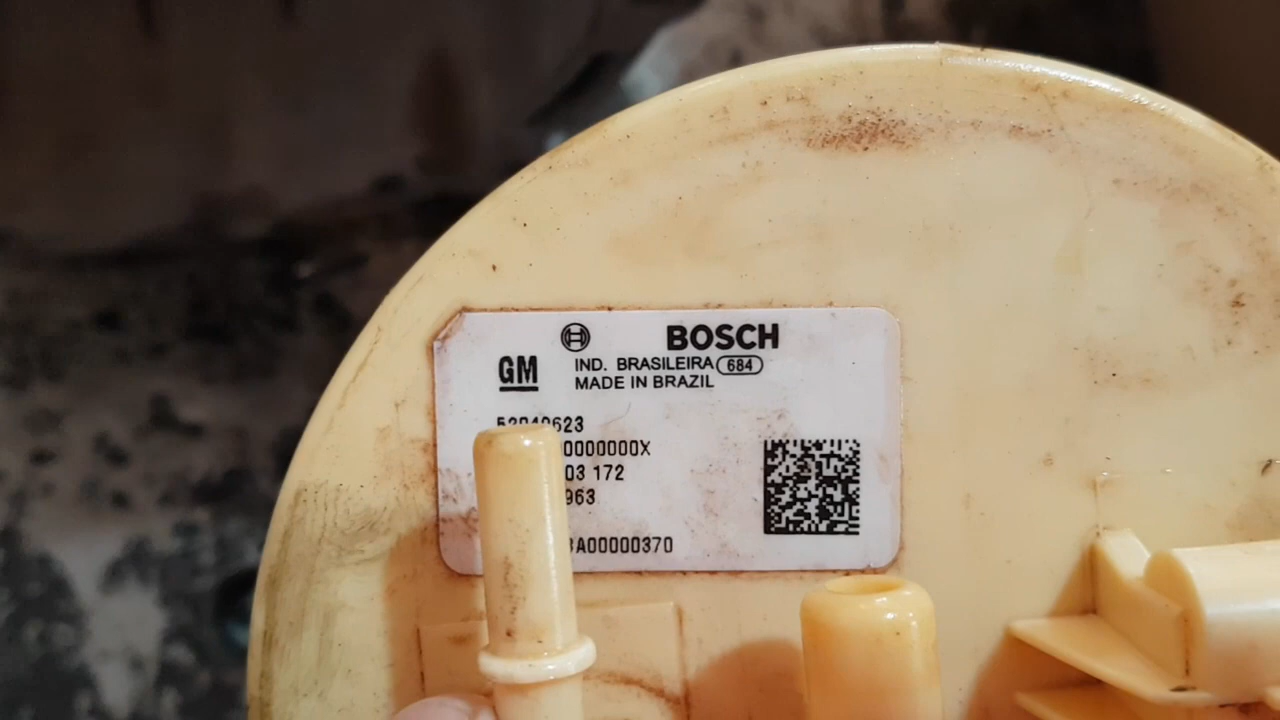 BOSCH
GM
IND. BRASILEIRA 684
MADE IN BRAZIL
0000000X
03 172
963
A00000370